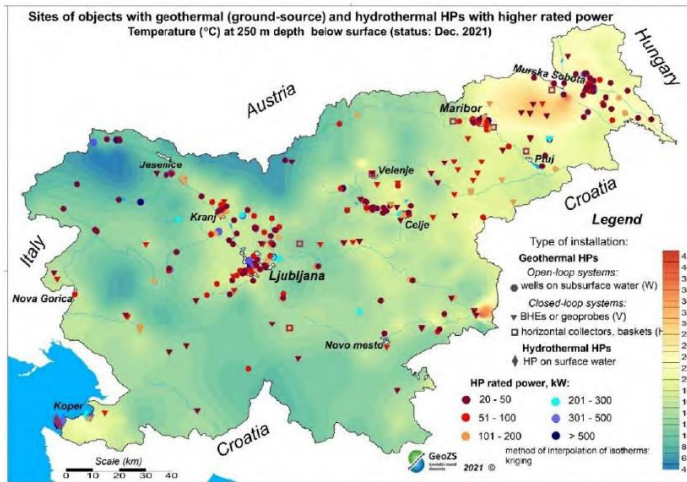 Sites of objects with geothermal (ground-source) and hydrothermal HPs with higher rated power
Temperature (°C) at 250 m depth below surface (status: Dec. 2021)
Hungary
Murska Sobota
Austria
Maribor
Jesenice
Velenje
Ptuj
Croatia
Kranj
Celje
Legend
Italy
Ljubljana
Type of installation:
Geothermal HPs
Open-loop systems:
wells on subsurface water (W)
Closed-loop systems:
BHEs or geoprobes (V)
horizontal collectors, baskets (H
Nova Gorica
Novo mesto
Hydrothermal HPs
HP on surface water
HP rated power, kW:
20 - 50
51 - 100
101 - 200
201 - 300
301 - 500
> 500
Koper
Croatia
Scale (km)
0 10 20 30 40
GeoZS
2021 ©
method of interpolation of isotherms:
kriging